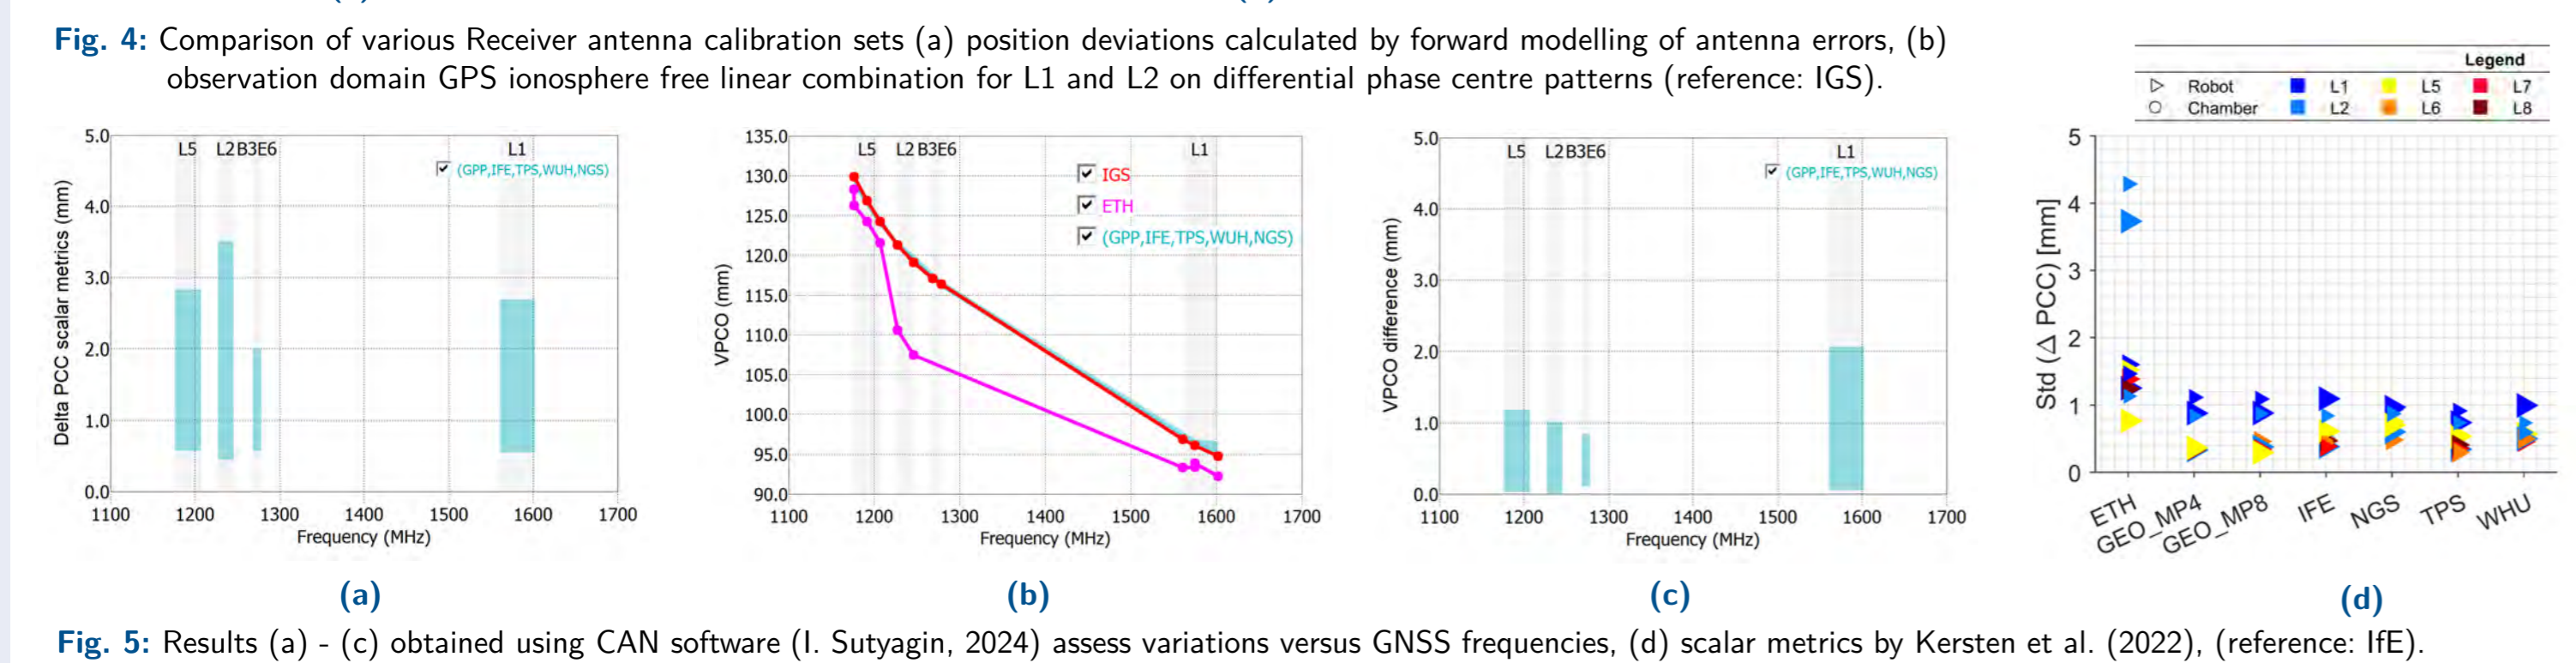 Fig. 4: Comparison of various Receiver antenna calibration sets (a) position deviations calculated by forward modelling of antenna errors, (b)
observation domain GPS ionosphere free linear combination for L1 and L2 on differential phase centre patterns (reference: IGS).
Delta PCC scalar metrics (mm)
5.0
4.0
3.0
2.0
1.0
0.0
L5 L2 B3E6 L1
(GPP,IFE,TPS,WUH,NGS)
1100 1200 1300 1400 1500 1600 1700
Frequency (MHz)
(a)
VPCO (mm)
135.0
130.0
125.0
120.0
115.0
110.0
105.0
100.0
95.0
90.0
L5 L2 B3E6 L1
IGS
ETH
(GPP,IFE,TPS,WUH,NGS)
1100 1200 1300 1400 1500 1600 1700
Frequency (MHz)
(b)
VPCO difference (mm)
5.0
4.0
3.0
2.0
1.0
0.0
L5 L2 B3E6 L1
(GPP,IFE,TPS,WUH,NGS)
1100 1200 1300 1400 1500 1600 1700
Frequency (MHz)
(c)
Legend
Robot L1 L5 L7
Chamber L2 L6 L8
Std (Δ PCC) [mm]
5
4
3
2
1
0
ETH GEO_MP4 GEO_MP8 IFE NGS TPS WHU
(d)
Fig. 5: Results (a) - (c) obtained using CAN software (I. Sutyagin, 2024) assess variations versus GNSS frequencies, (d) scalar metrics by Kersten et al. (2022), (reference: IfE).